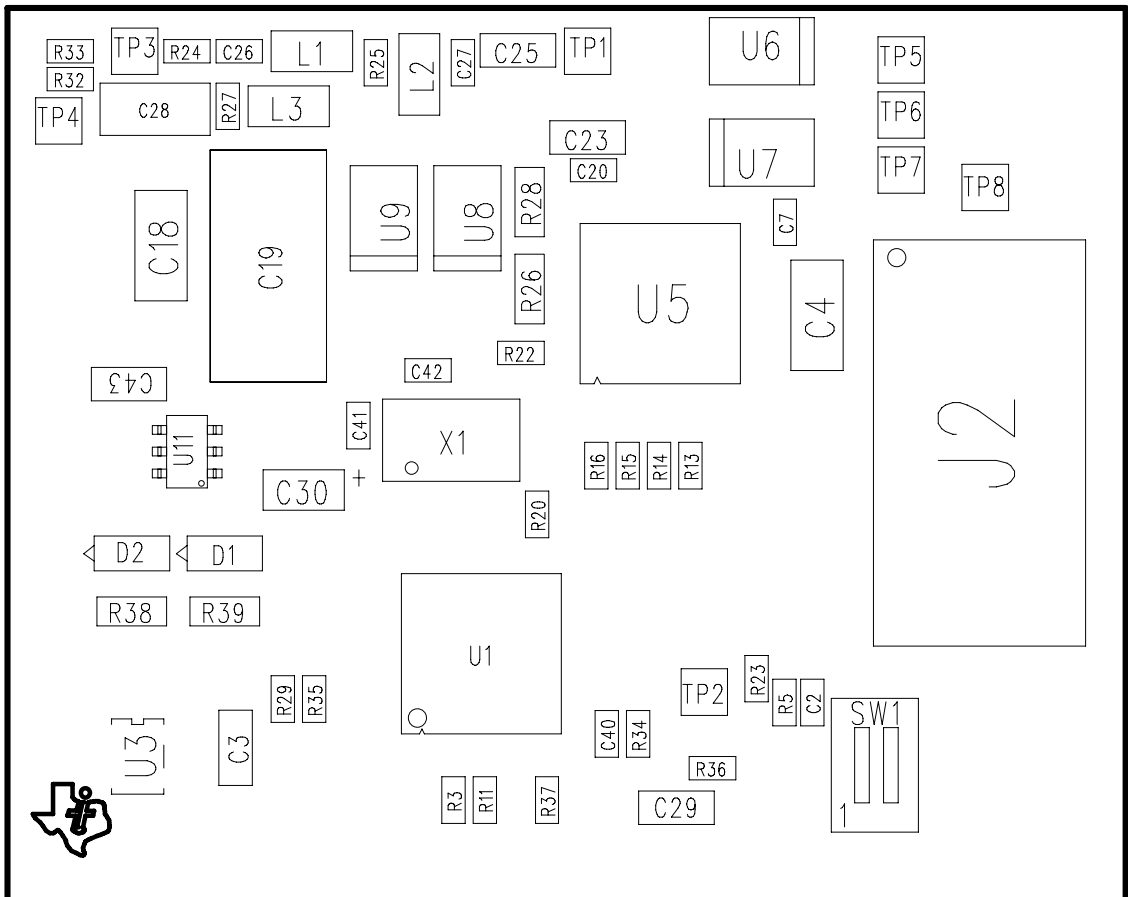 R33
TP3
R24
C26
L1
R25
L2
C27
C25
TP1
U6
TP5
R32
TP4
C28
R27
L3
C23
C20
U7
TP6
TP7
TP8
C18
C19
U9
U8
R28
R26
R22
C7
U5
C4
C43
C42
C41
X1
U11
C30
+
R16
R15
R14
R13
R20
U2
D2
D1
R38
R39
U1
R29
R35
U3
C3
TP2
R23
R5
C2
SW1
1
C40
R34
R36
R3
R11
R37
C29
ti